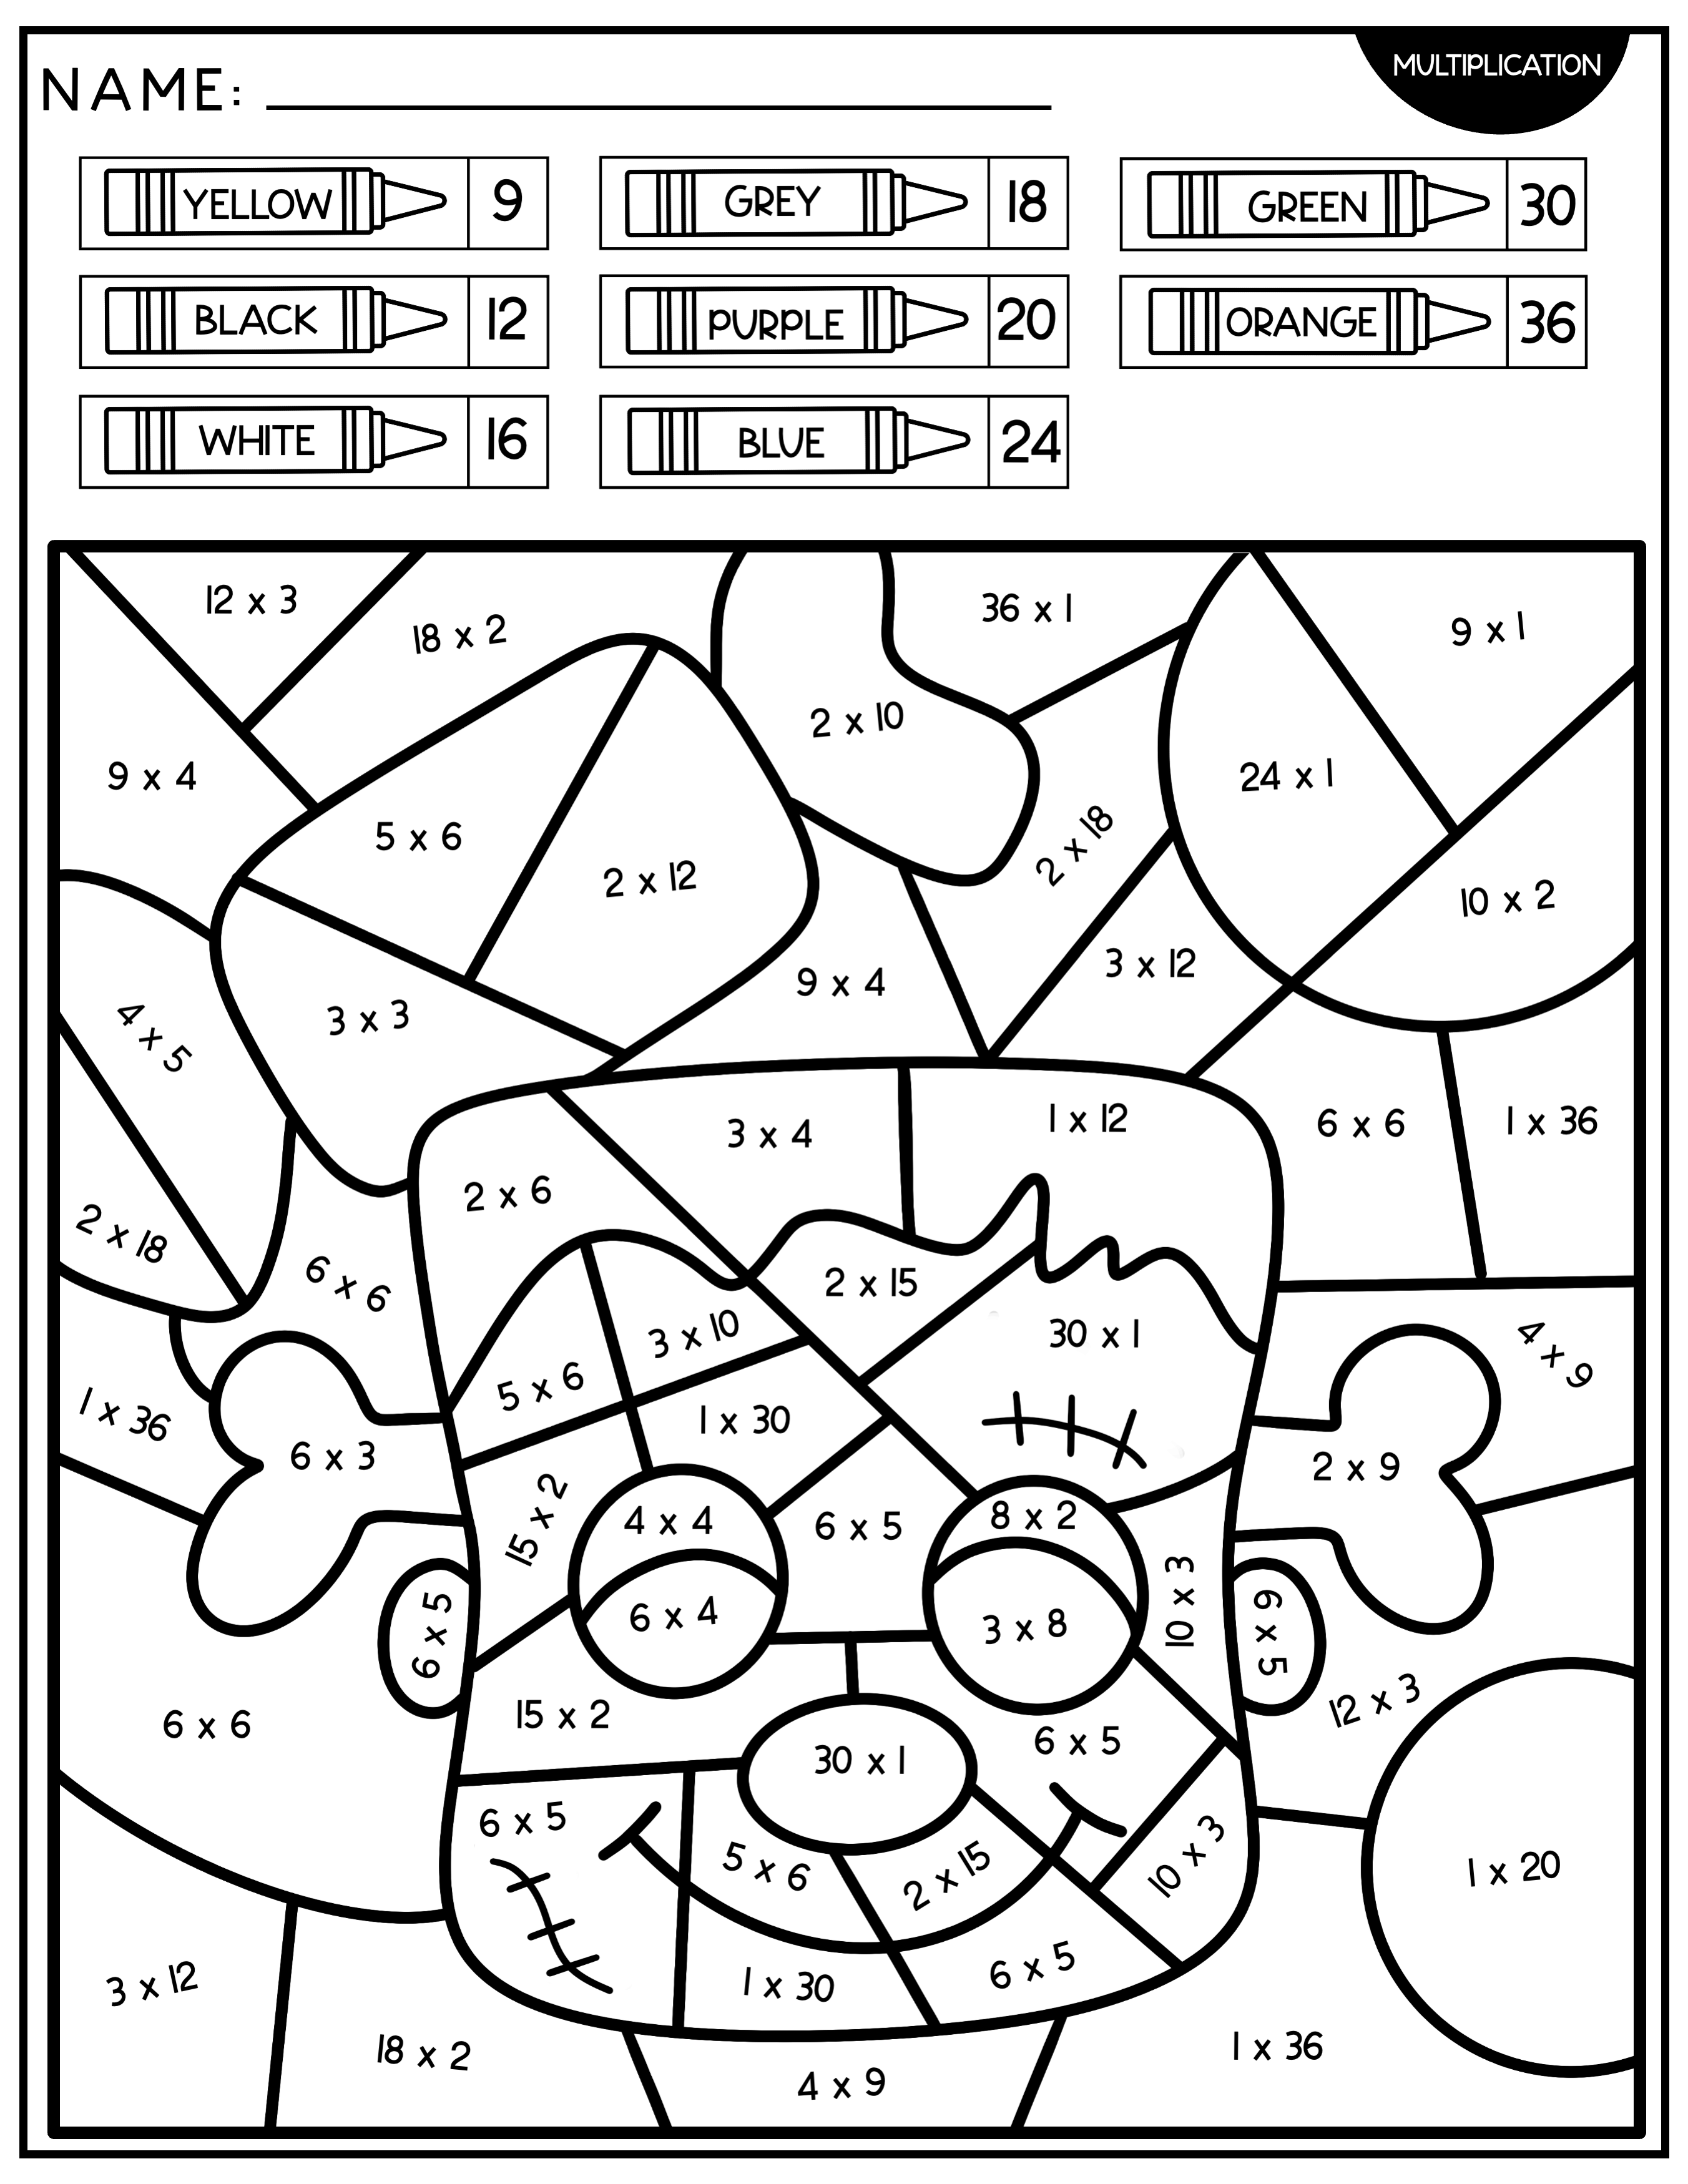 MULTIPLICATION
NAME:
YELLOW 9
GREY 18
GREEN 30
BLACK 12
PURPLE 20
ORANGE 36
WHITE 16
BLUE 24
12 x 3
18 x 2
36 x 1
9 x 1
2 x 10
9 x 4
24 x 1
5 x 6
2 x 12
2 x 18
10 x 2
9 x 4
3 x 12
3 x 3
4 x 5
3 x 4
1 x 12
6 x 6
1 x 36
2 x 6
2 x 18
6 x 6
2 x 15
3 x 10
30 x 1
4 x 9
5 x 6
1 x 36
1 x 30
6 x 3
2 x 9
15 x 2
4 x 4
6 x 5
8 x 2
3 x 10
6 x 5
6 x 4
3 x 8
6 x 5
6 x 6
15 x 2
30 x 1
6 x 5
12 x 3
6 x 5
5 x 6
2 x 15
10 x 3
1 x 20
3 x 12
1 x 30
6 x 5
18 x 2
4 x 9
1 x 36